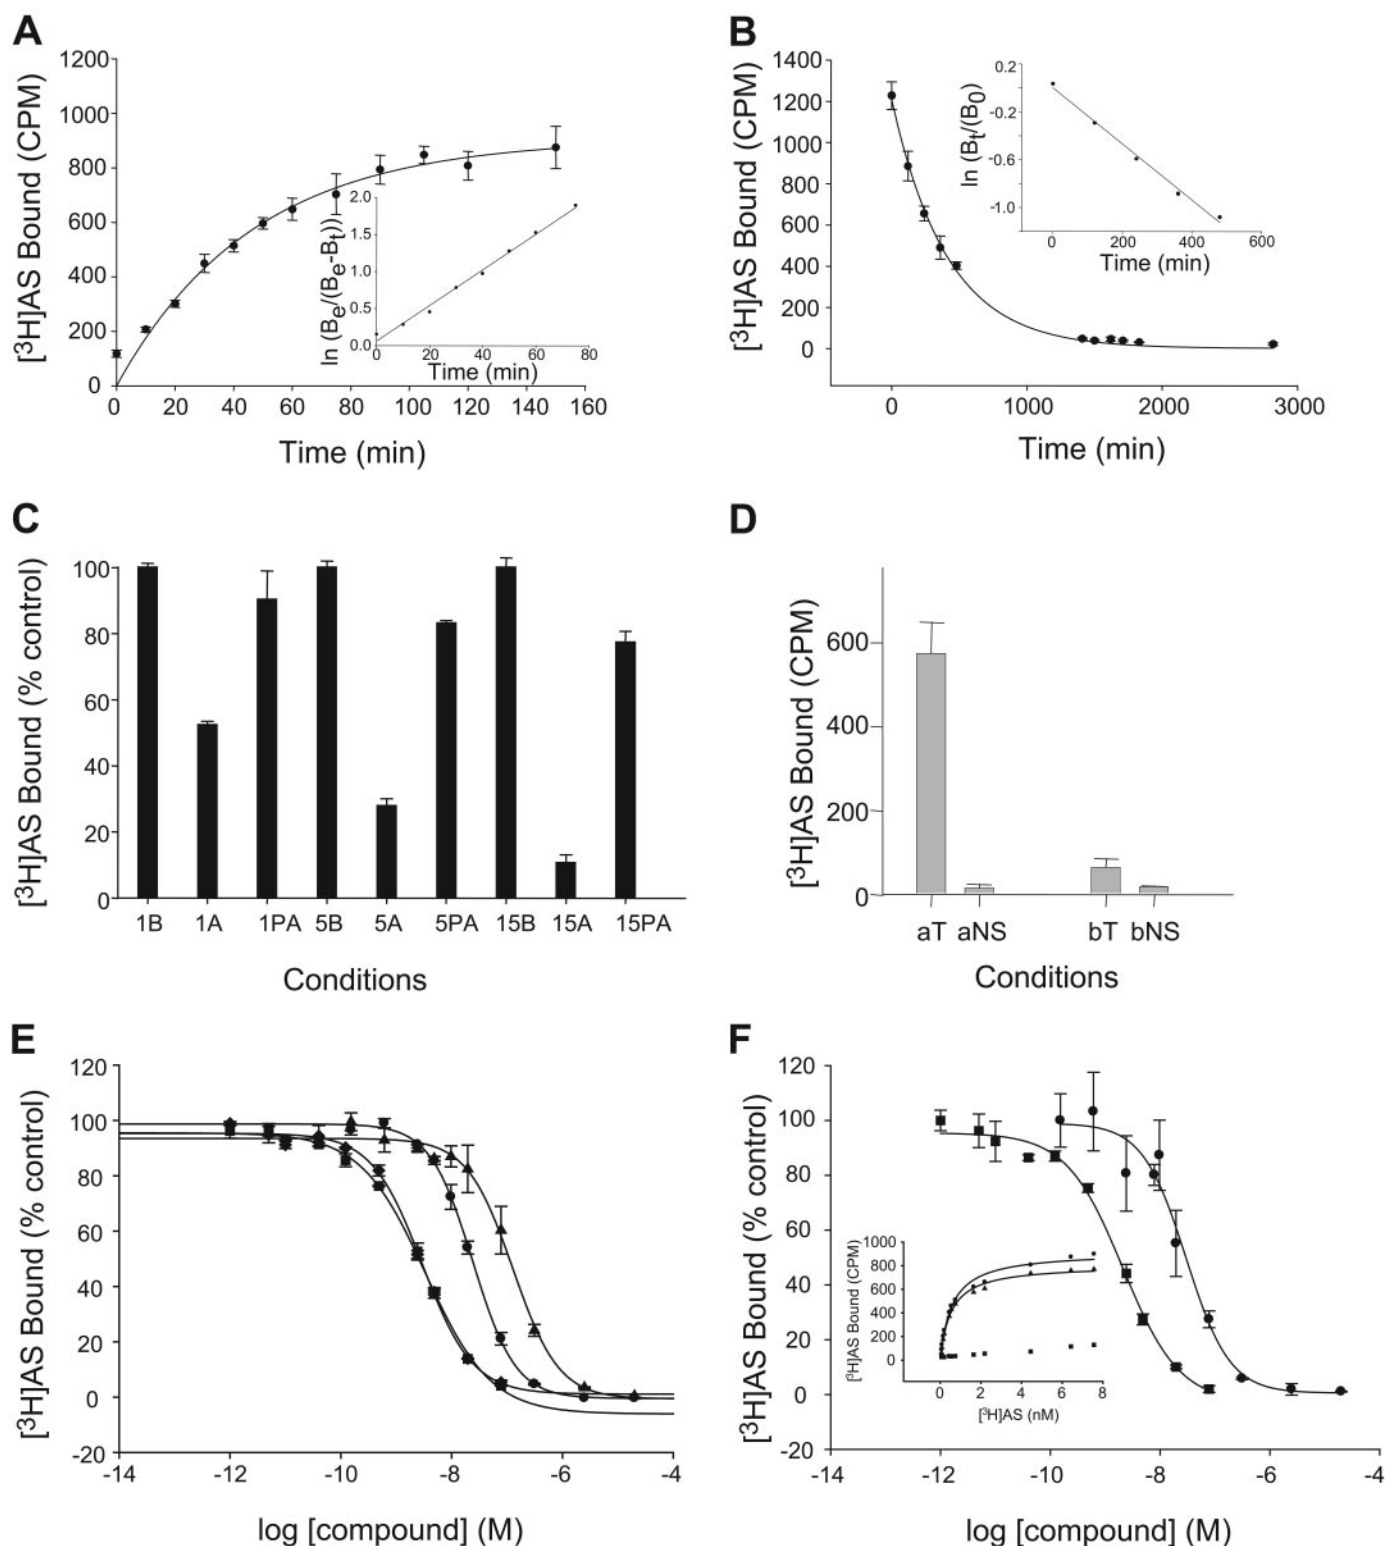 A
[3H]AS Bound (CPM)
1200
1000
800
600
400
200
0
0 20 40 60 80 100 120 140 160
Time (min)
ln (Be/(Be-Bt))
2.0
1.5
1.0
0.5
0.0
0 20 40 60 80
Time (min)
B
[3H]AS Bound (CPM)
1400
1200
1000
800
600
400
200
0
0 1000 2000 3000
Time (min)
ln (Bt/(B0)
0.2
-0.2
-0.6
-1.0
0 200 400 600
Time (min)
C
[3H]AS Bound (% control)
100
80
60
40
20
0
1B 1A 1PA 5B 5A 5PA 15B 15A 15PA
Conditions
D
[3H]AS Bound (CPM)
600
400
200
0
aT aNS bT bNS
Conditions
E
[3H]AS Bound (% control)
120
100
80
60
40
20
0
-20
-14 -12 -10 -8 -6 -4
log [compound] (M)
F
[3H]AS Bound (% control)
120
100
80
60
40
20
0
-20
-14 -12 -10 -8 -6 -4
log [compound] (M)
[3H]AS Bound (CPM)
1000
800
600
400
200
0
0 2 4 6 8
[3H]AS (nM)